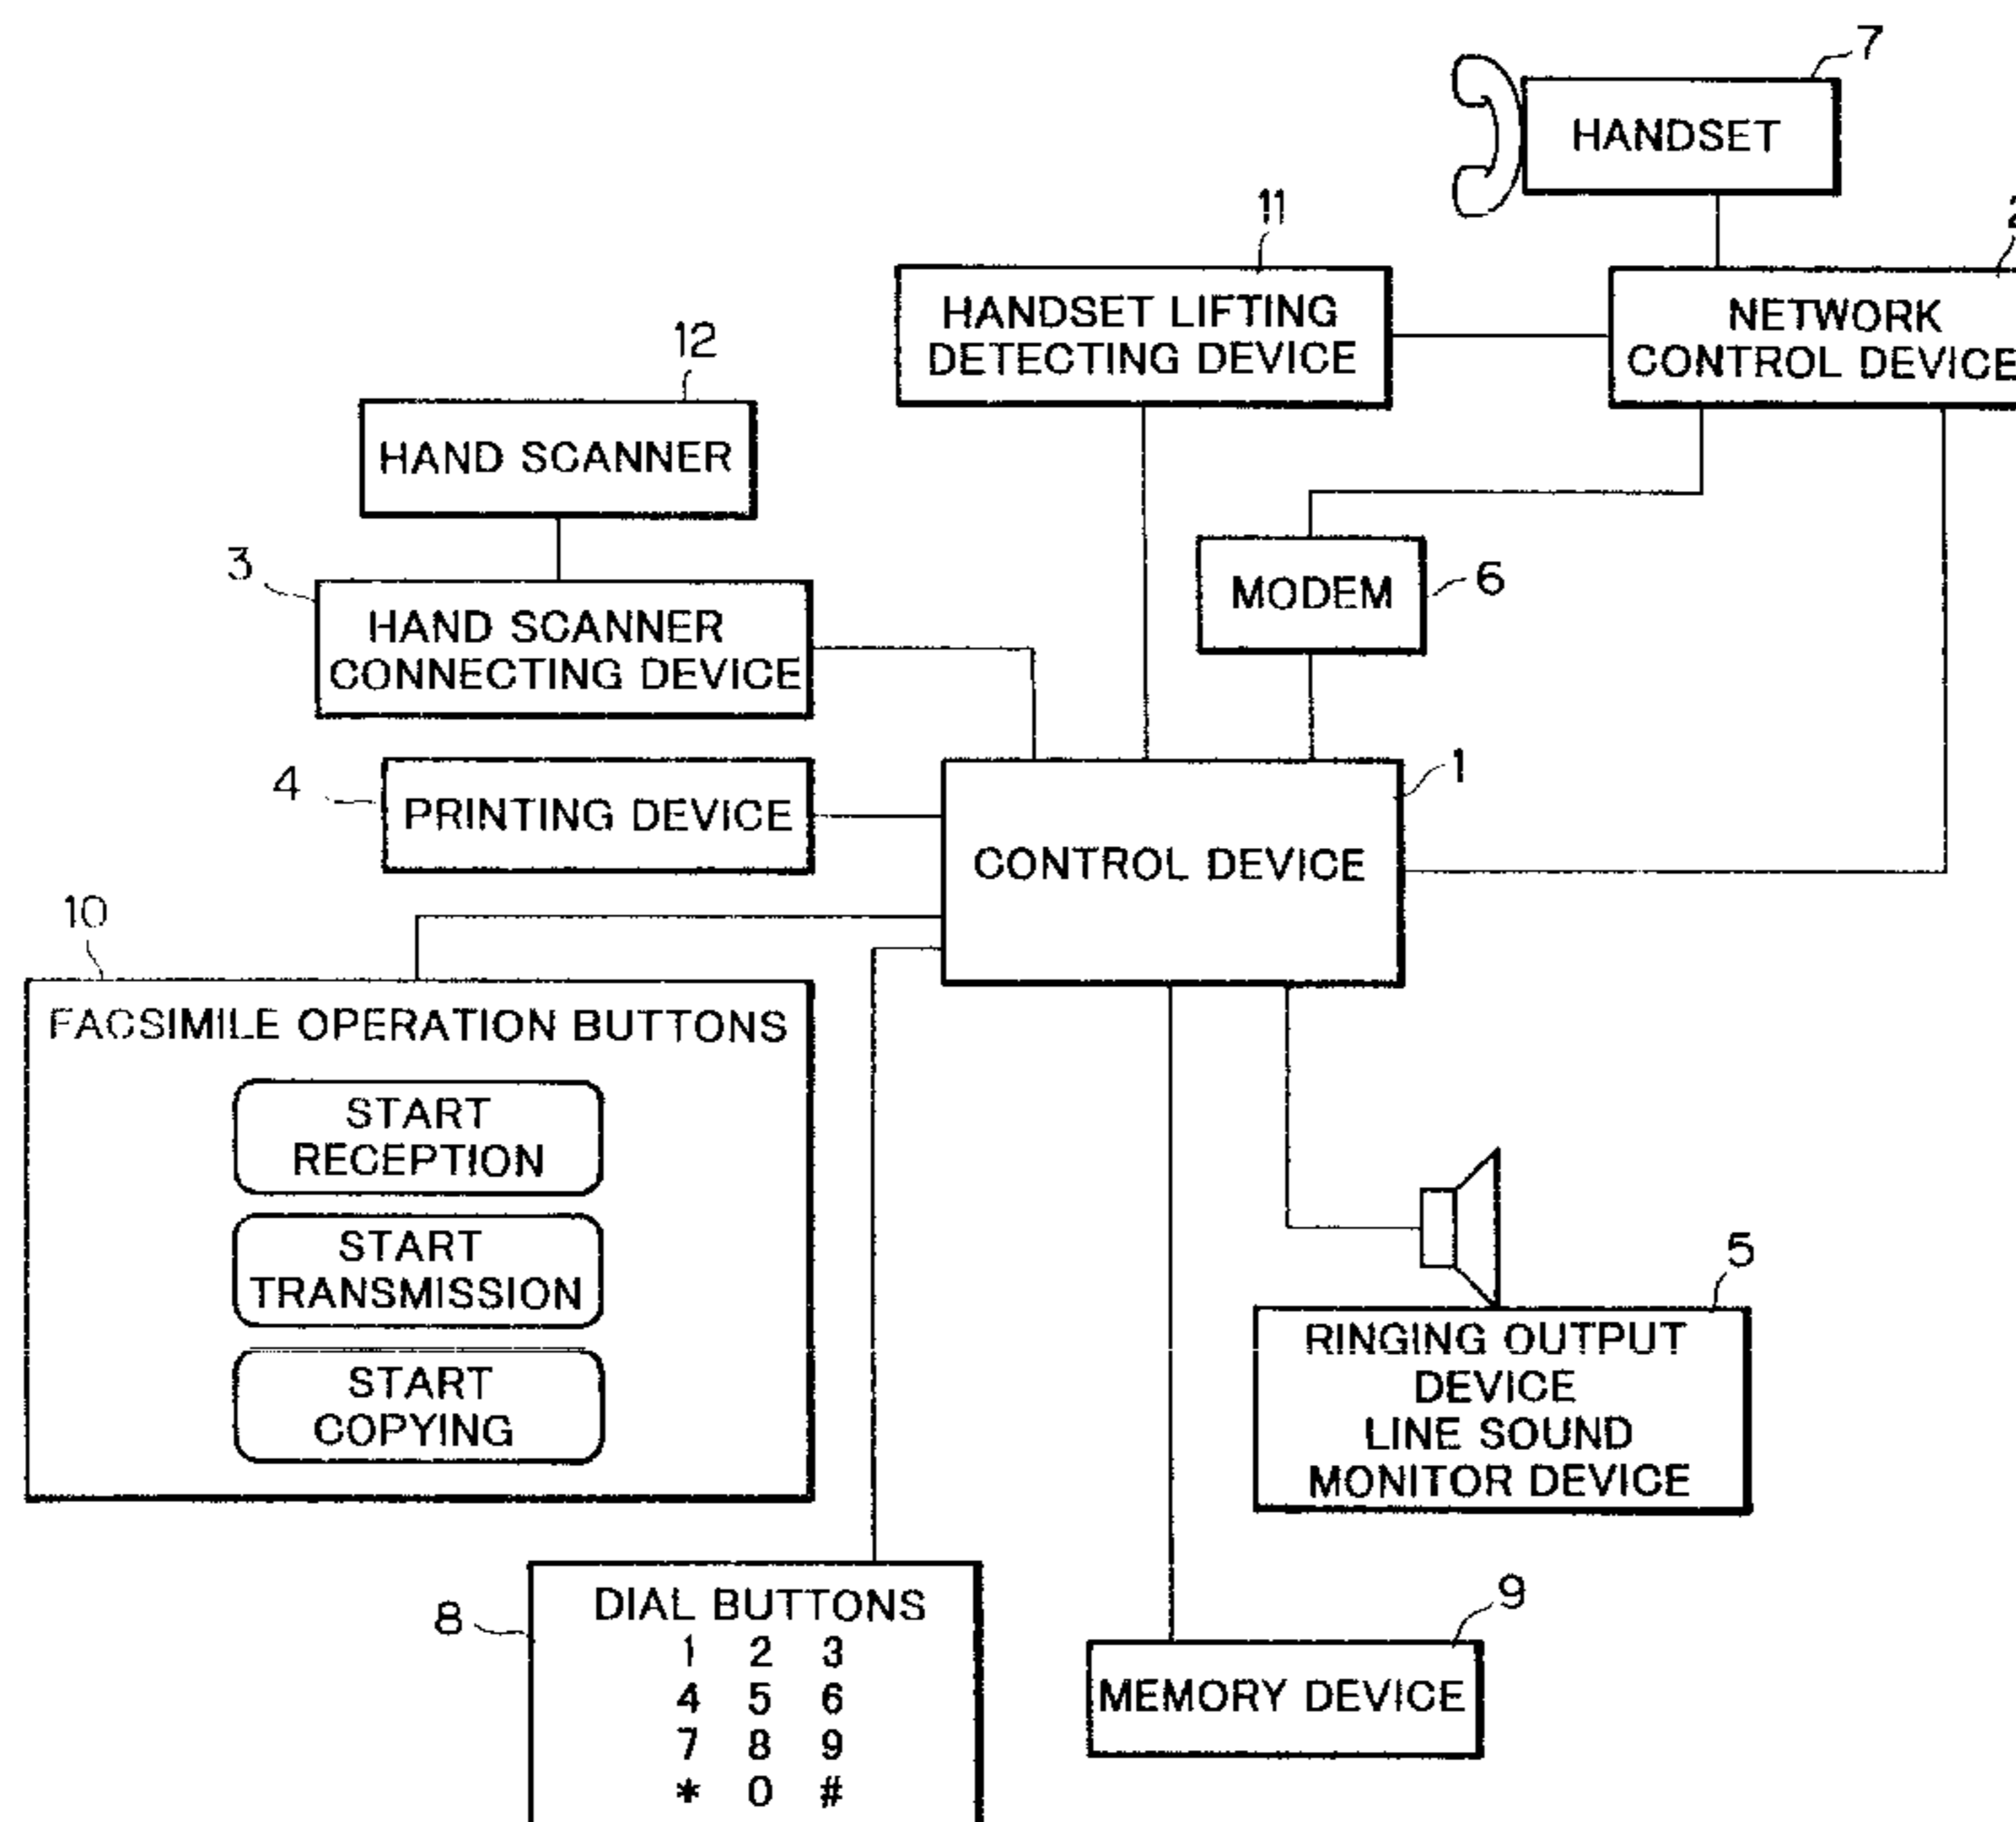 7
HANDSET
2
11
HANDSET LIFTING
DETECTING DEVICE
NETWORK
CONTROL DEVICE
12
HAND SCANNER
3
HAND SCANNER
CONNECTING DEVICE
MODEM
6
4
PRINTING DEVICE
1
CONTROL DEVICE
10
FACSIMILE OPERATION BUTTONS
START
RECEPTION
START
TRANSMISSION
START
COPYING
5
RINGING OUTPUT
DEVICE
LINE SOUND
MONITOR DEVICE
8
DIAL BUTTONS
1 2 3
4 5 6
7 8 9
* 0 #
9
MEMORY DEVICE